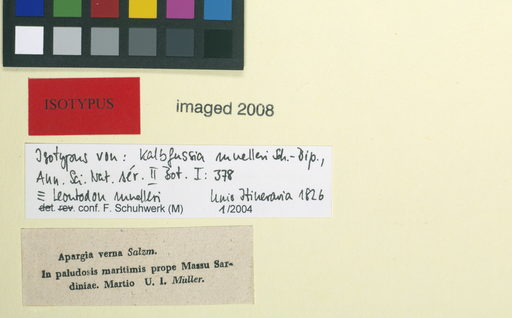 ISOTYPUS
imaged 2008
Isotypus von: Kalbfussia muelleri Sch.-Bip.,
Ann. Sci. Nat. sér. II Bot. I: 378
≡ Leontodon muelleri Unio Itineraria 1826
det. rev. conf. F. Schuhwerk (M) 1/2004
Apargia verna Salzm.
In paludosis maritimis prope Massu Sar-
diniae. Martio U. I. Müller.